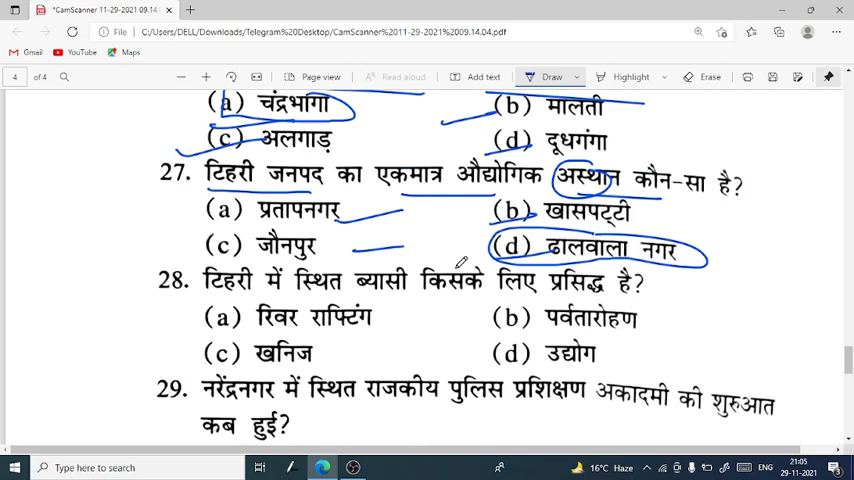 *CamScanner 11-29-2021 09.14.04
File
C:/Users/DELL/Downloads/Telegram%20Desktop/CamScanner%2011-29-2021%2009.14.04.pdf
Gmail YouTube Maps
4 of 4
Page view
Read aloud
Add text
Draw
Highlight
Erase
(a) चंद्रभागा (b) मालती
(c) अलगाड़ (d) दूधगंगा
27. टिहरी जनपद का एकमात्र औद्योगिक अस्थान कौन-सा है?
(a) प्रतापनगर (b) खासपट्टी
(c) जौनपुर (d) ढालवाला नगर
28. टिहरी में स्थित ब्यासी किसके लिए प्रसिद्ध है?
(a) रिवर राफ्टिंग (b) पर्वतारोहण
(c) खनिज (d) उद्योग
29. नरेंद्रनगर में स्थित राजकीय पुलिस प्रशिक्षण अकादमी की शुरुआत
कब हुई?
Type here to search
16°C Haze
ENG
21:05
29-11-2021
3